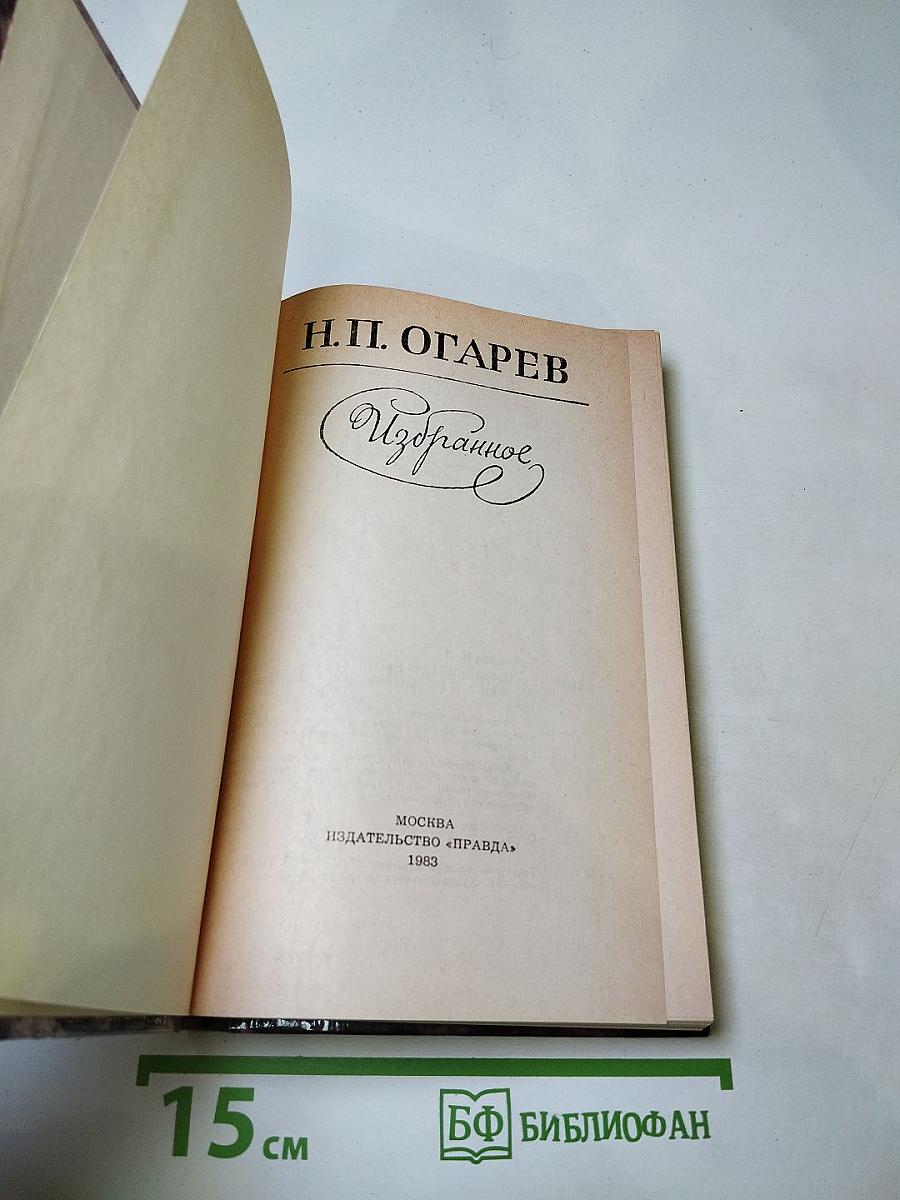 Н.П. ОГАРЕВ
Избранное
МОСКВА
ИЗДАТЕЛЬСТВО «ПРАВДА»
1983
15 см
БФ БИБЛИОФАН